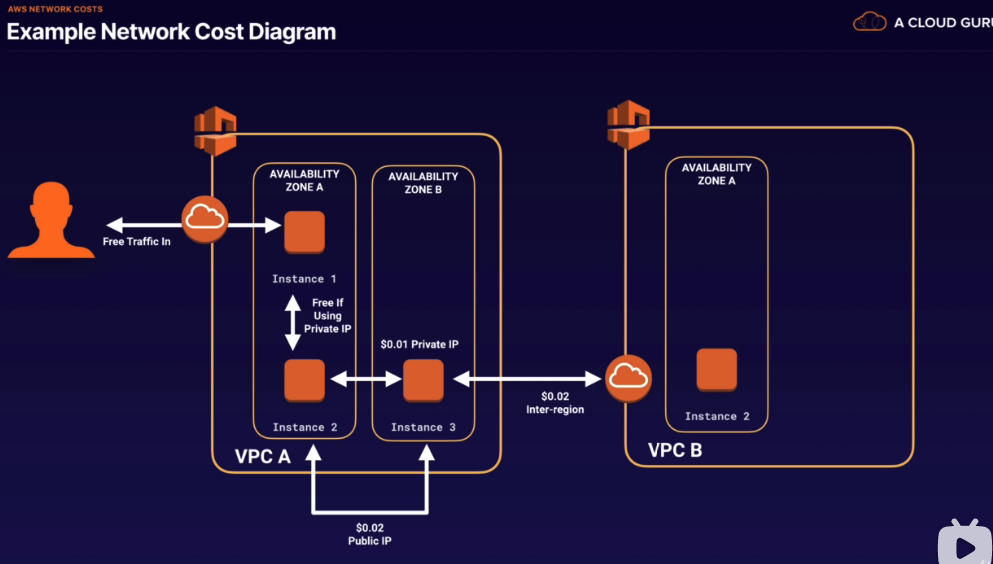 AWS NETWORK COSTS
Example Network Cost Diagram
A CLOUD GURU
AVAILABILITY
ZONE A
AVAILABILITY
ZONE B
AVAILABILITY
ZONE A
Free Traffic In
Instance 1
Free If
Using
Private IP
$0.01 Private IP
$0.02
Inter-region
Instance 2
Instance 3
Instance 2
VPC A
VPC B
$0.02
Public IP